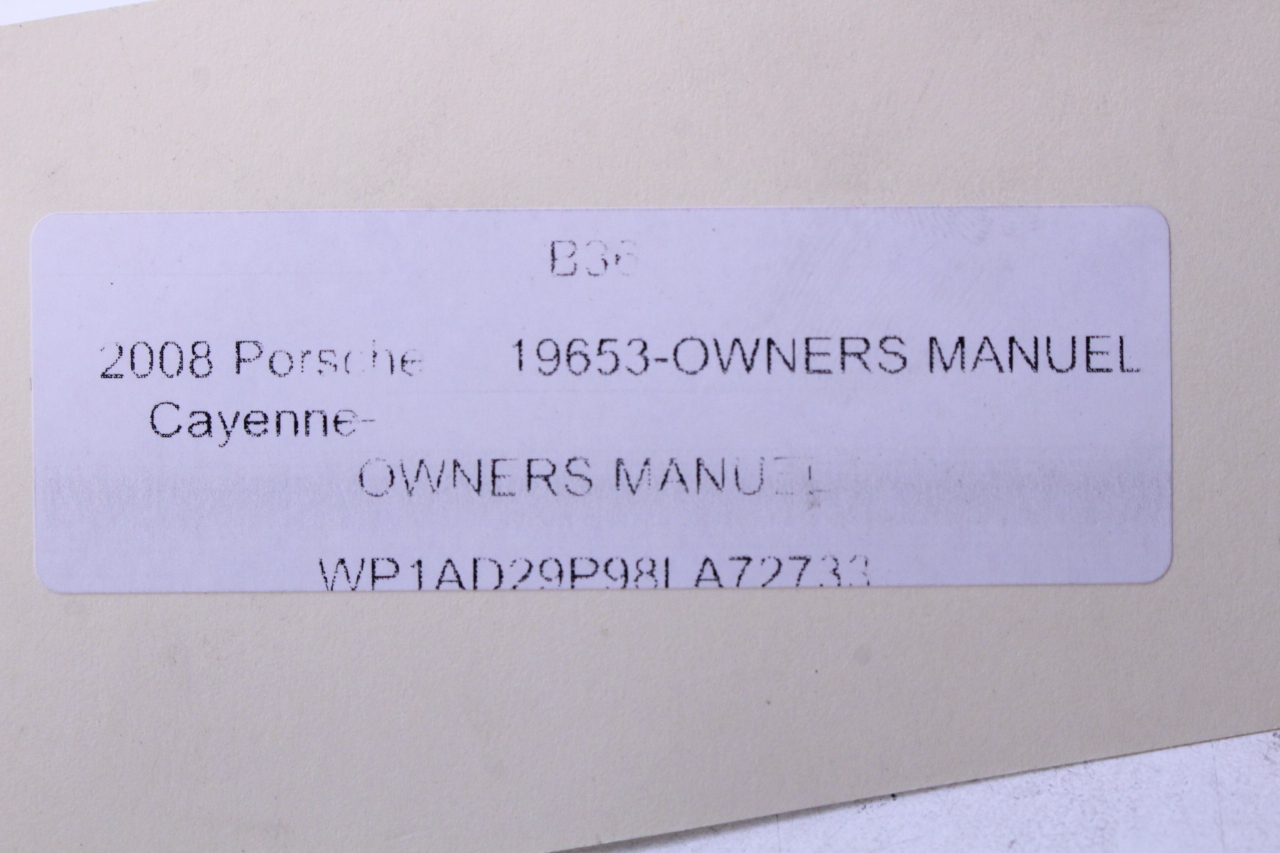 B36
2008 Porsche 19653-OWNERS MANUEL
Cayenne-
OWNERS MANUEL
WP1AD29P98LA72733